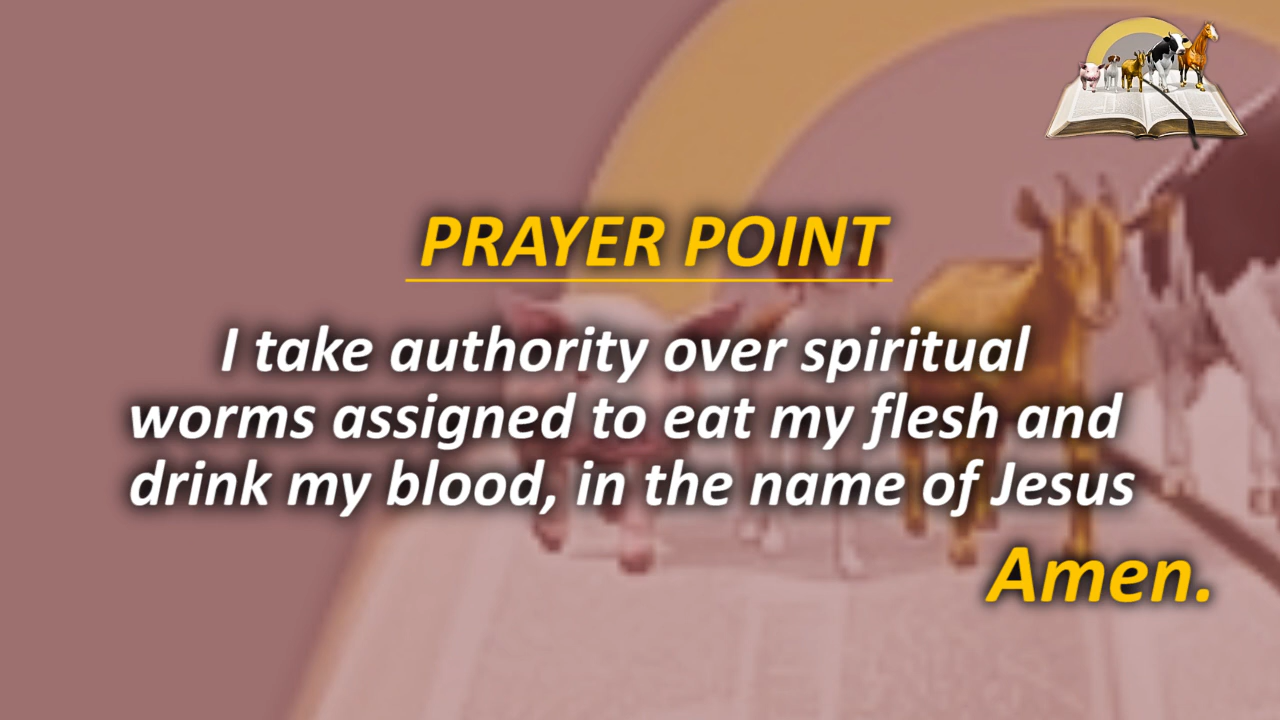 PRAYER POINT
I take authority over spiritual
worms assigned to eat my flesh and
drink my blood, in the name of Jesus
Amen.